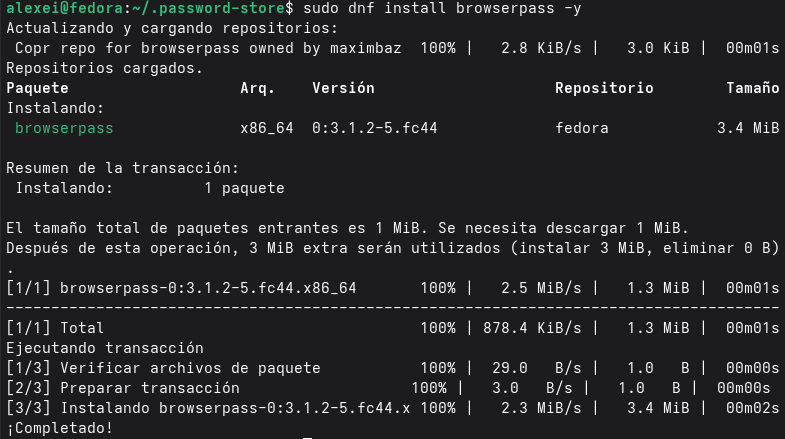 alexei@fedora:~/.password-store$ sudo dnf install browserpass -y
Actualizando y cargando repositorios:
 Copr repo for browserpass owned by maximbaz  100% |   2.8 KiB/s |   3.0 KiB |  00m01s
Repositorios cargados.
Paquete                   Arq.    Versión                    Repositorio        Tamaño
Instalando:
 browserpass              x86_64  0:3.1.2-5.fc44             fedora            3.4 MiB

Resumen de la transacción:
 Instalando:          1 paquete

El tamaño total de paquetes entrantes es 1 MiB. Se necesita descargar 1 MiB.
Después de esta operación, 3 MiB extra serán utilizados (instalar 3 MiB, eliminar 0 B)
.
[1/1] browserpass-0:3.1.2-5.fc44.x86_64       100% |   2.5 MiB/s |   1.3 MiB |  00m01s
--------------------------------------------------------------------------------------
[1/1] Total                                   100% | 878.4 KiB/s |   1.3 MiB |  00m01s
Ejecutando transacción
[1/3] Verificar archivos de paquete           100% |  29.0   B/s |   1.0   B |  00m00s
[2/3] Preparar transacción                   100% |   3.0   B/s |   1.0   B |  00m00s
[3/3] Instalando browserpass-0:3.1.2-5.fc44.x 100% |   2.3 MiB/s |   3.4 MiB |  00m02s
¡Completado!